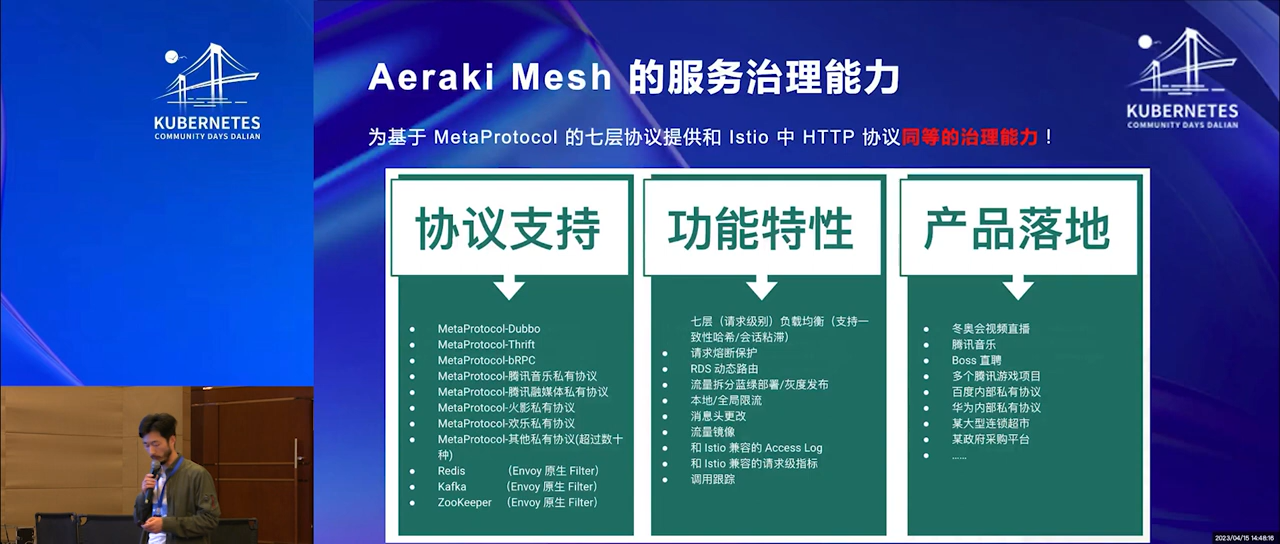 KUBERNETES
COMMUNITY DAYS DALIAN
Aeraki Mesh 的服务治理能力
KUBERNETES
COMMUNITY DAYS DALIAN
为基于 MetaProtocol 的七层协议提供和 Istio 中 HTTP 协议同等的治理能力！
协议支持
MetaProtocol-Dubbo
MetaProtocol-Thrift
MetaProtocol-bRPC
MetaProtocol-腾讯音乐私有协议
MetaProtocol-腾讯融媒体私有协议
MetaProtocol-火影私有协议
MetaProtocol-欢乐私有协议
MetaProtocol-其他私有协议(超过数十
种)
Redis （Envoy 原生 Filter）
Kafka （Envoy 原生 Filter）
ZooKeeper （Envoy 原生 Filter）
功能特性
七层（请求级别）负载均衡（支持一
致性哈希/会话粘滞）
请求熔断保护
RDS 动态路由
流量拆分蓝绿部署/灰度发布
本地/全局限流
消息头更改
流量镜像
和 Istio 兼容的 Access Log
和 Istio 兼容的请求级指标
调用跟踪
产品落地
冬奥会视频直播
腾讯音乐
Boss 直聘
多个腾讯游戏项目
百度内部私有协议
华为内部私有协议
某大型连锁超市
某政府采购平台
......
2023/04/15 14:48:16